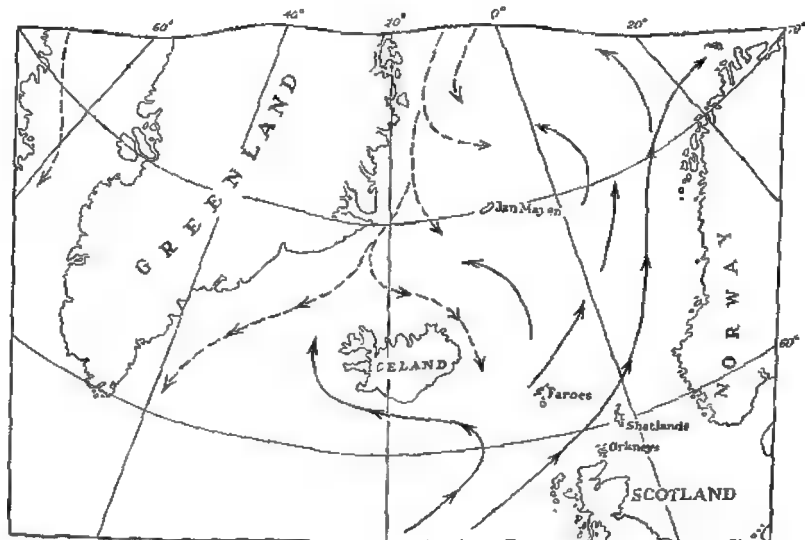 60° 40° 20° 0° 20° 70°
GREENLAND
Jan Mayen
NORWAY
60°
ICELAND
Faroes
Shetlands
Orkneys
SCOTLAND